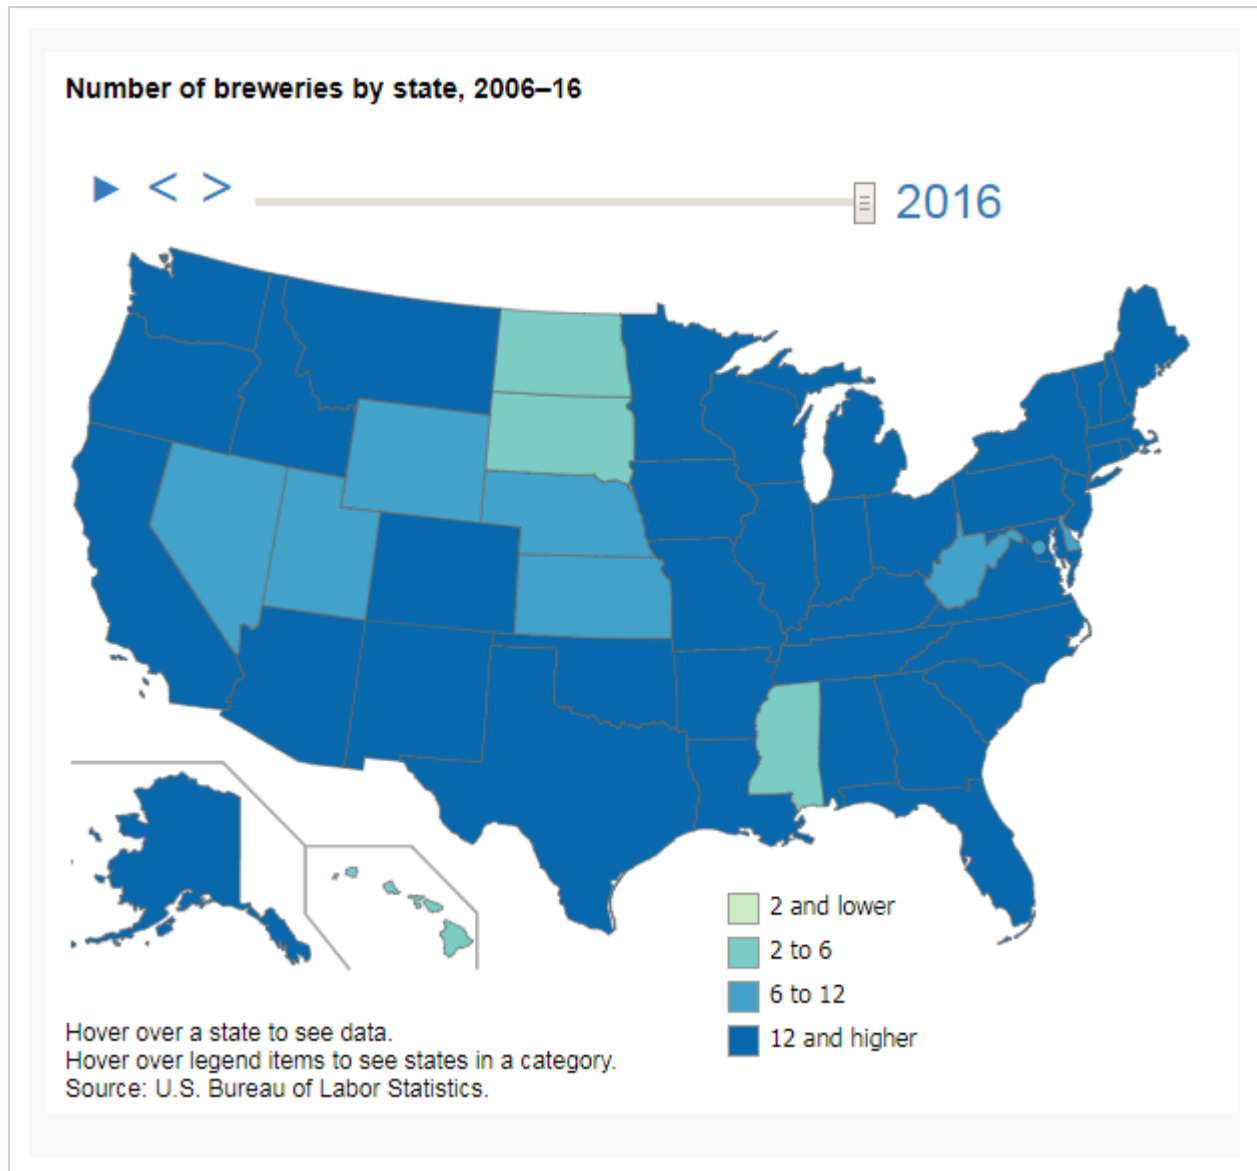 Number of breweries by state, 2006–16
2016
2 and lower
2 to 6
6 to 12
12 and higher
Hover over a state to see data.
Hover over legend items to see states in a category.
Source: U.S. Bureau of Labor Statistics.